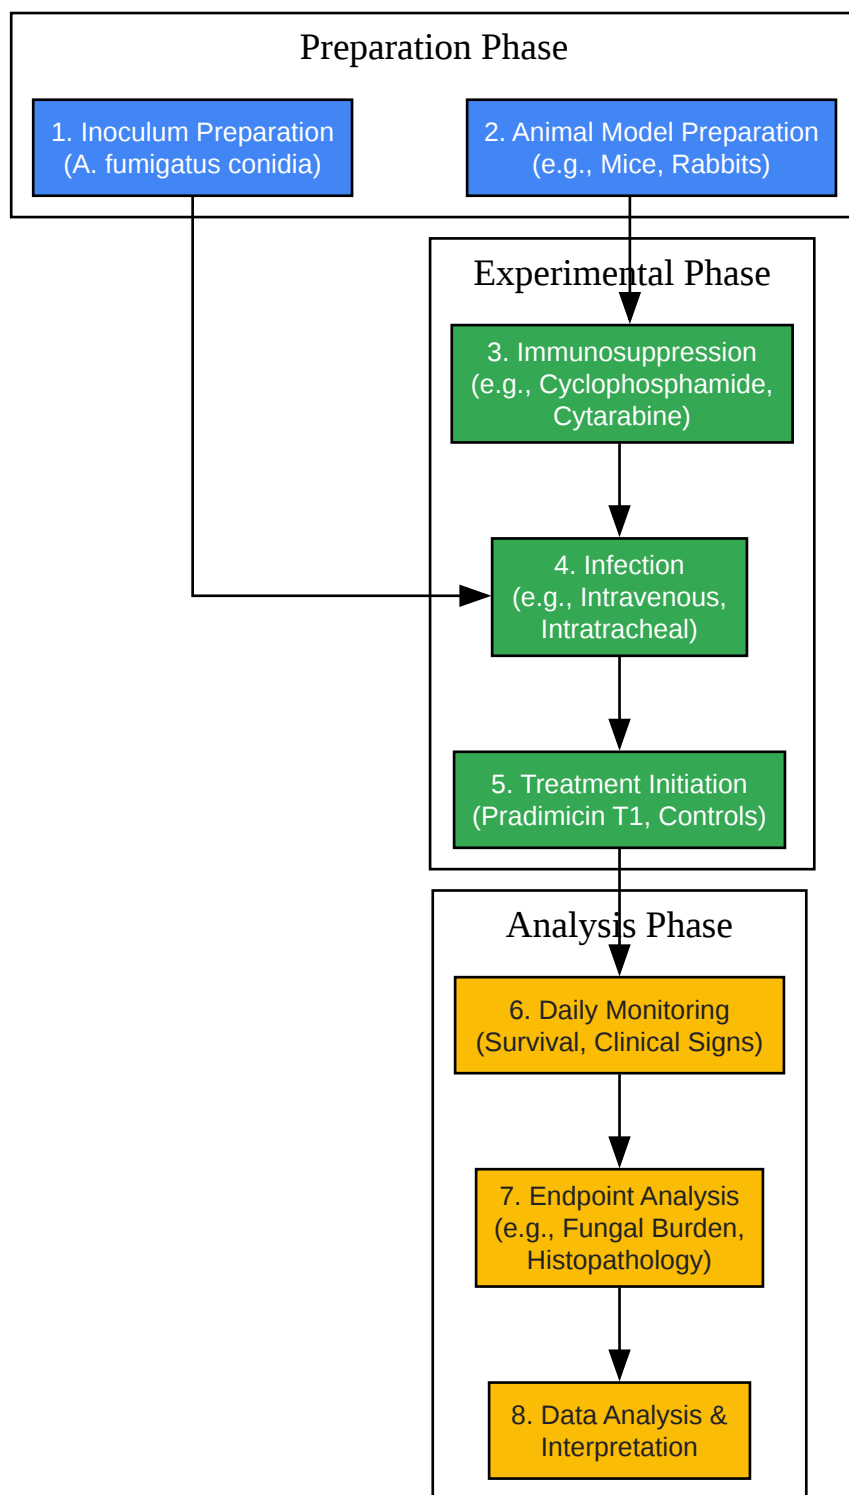 Preparation Phase
1. Inoculum Preparation
(A. fumigatus conidia)
2. Animal Model Preparation
(e.g., Mice, Rabbits)
Experimental Phase
3. Immunosuppression
(e.g., Cyclophosphamide,
Cytarabine)
4. Infection
(e.g., Intravenous,
Intratracheal)
5. Treatment Initiation
(Pradimicin T1, Controls)
Analysis Phase
6. Daily Monitoring
(Survival, Clinical Signs)
7. Endpoint Analysis
(e.g., Fungal Burden,
Histopathology)
8. Data Analysis &
Interpretation